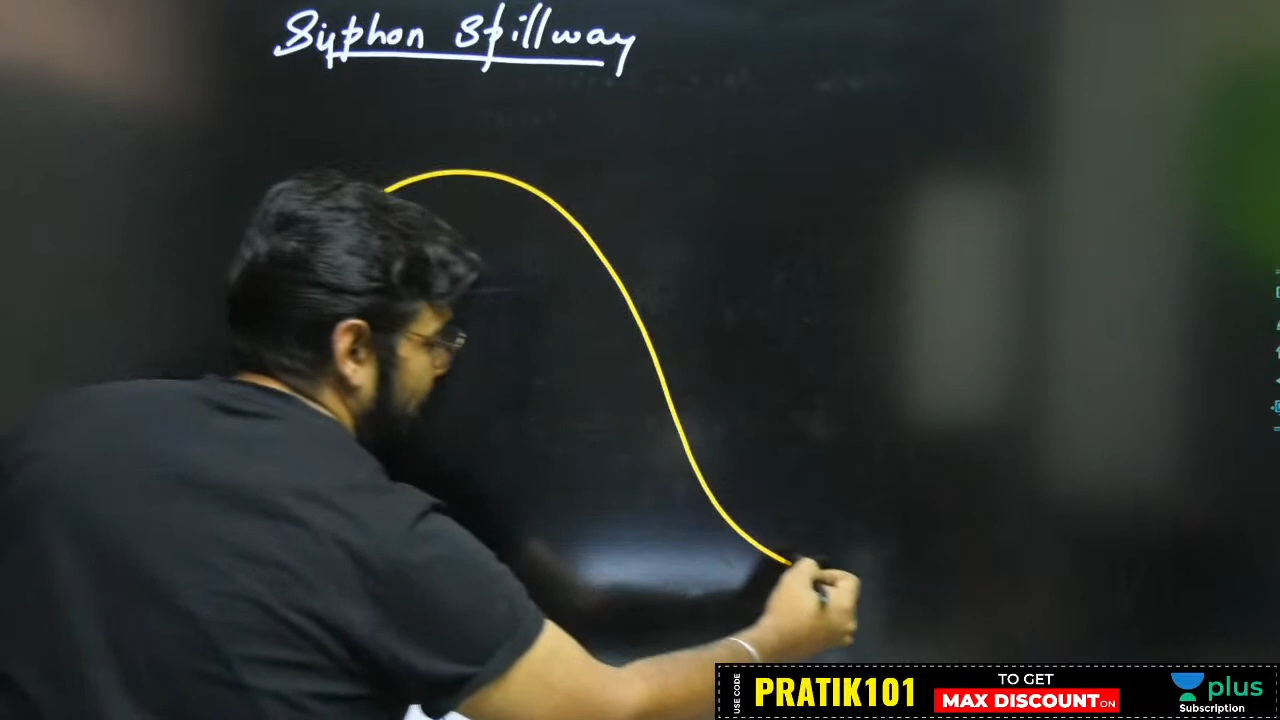 Syphon Spillway
USE CODE
PRATIK101
TO GET
MAX DISCOUNT ON
plus
Subscription